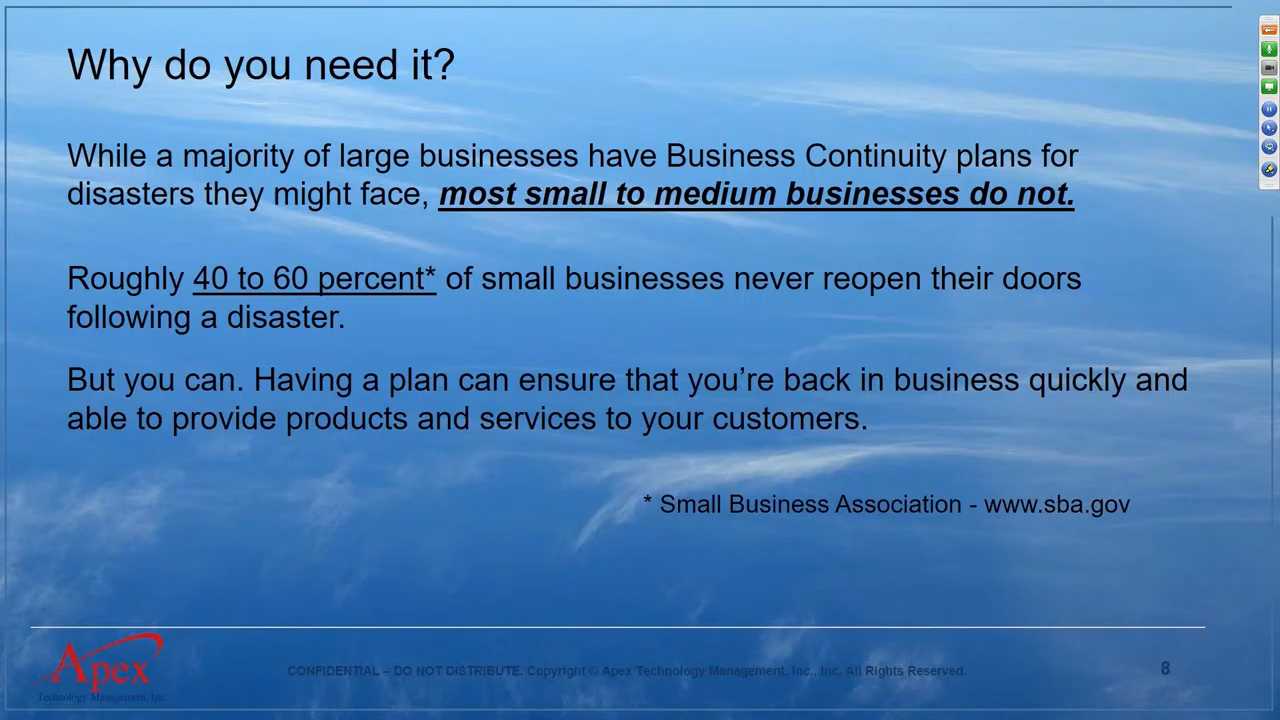 Why do you need it?
While a majority of large businesses have Business Continuity plans for
disasters they might face, most small to medium businesses do not.
Roughly 40 to 60 percent* of small businesses never reopen their doors
following a disaster.
But you can. Having a plan can ensure that you’re back in business quickly and
able to provide products and services to your customers.
* Small Business Association - www.sba.gov
Apex
Technology Management, Inc.
CONFIDENTIAL – DO NOT DISTRIBUTE. Copyright © Apex Technology Management, Inc., Inc. All Rights Reserved.
8